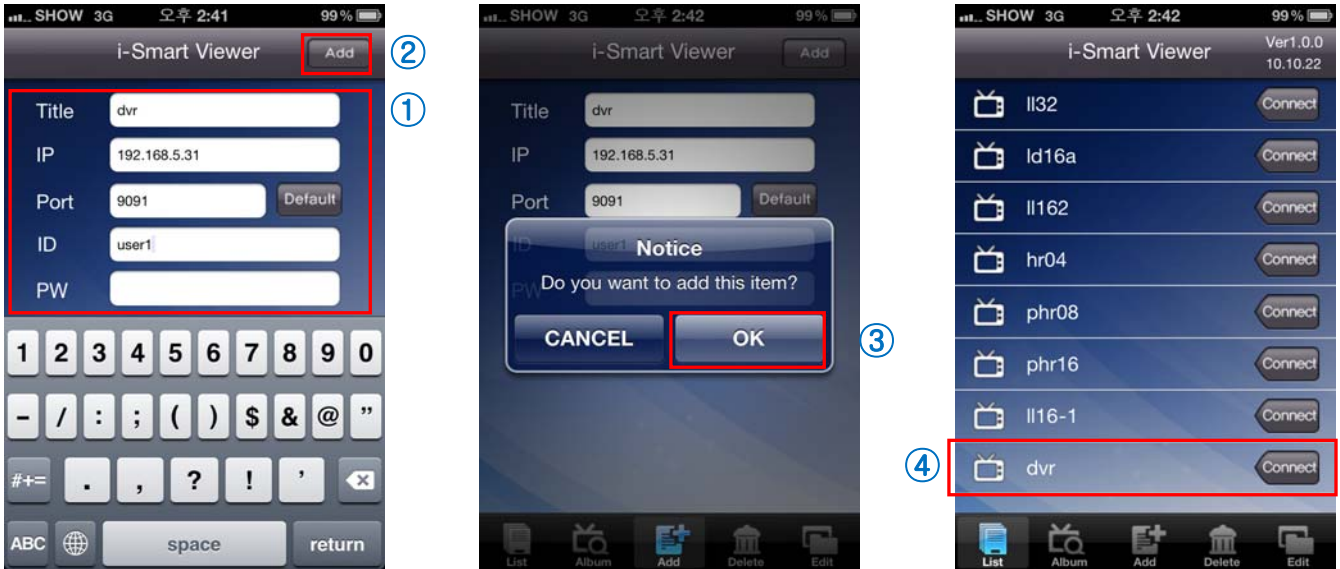 SHOW 3G 오후 2:41 99%
i-Smart Viewer Add ②
①
Title dvr
IP 192.168.5.31
Port 9091 Default
ID user1
PW
1 2 3 4 5 6 7 8 9 0
- / : ; ( ) $ & @ "
#+= . , ? ! '
ABC space return
SHOW 3G 오후 2:42 99%
i-Smart Viewer Add
Title dvr
IP 192.168.5.31
Port 9091 Default
ID user1
PW
Notice
Do you want to add this item?
CANCEL OK ③
List Album Add Delete Edit
SHOW 3G 오후 2:42 99%
i-Smart Viewer Ver1.0.0
10.10.22
ll32 Connect
ld16a Connect
ll162 Connect
hr04 Connect
phr08 Connect
phr16 Connect
ll16-1 Connect
④ dvr Connect
List Album Add Delete Edit